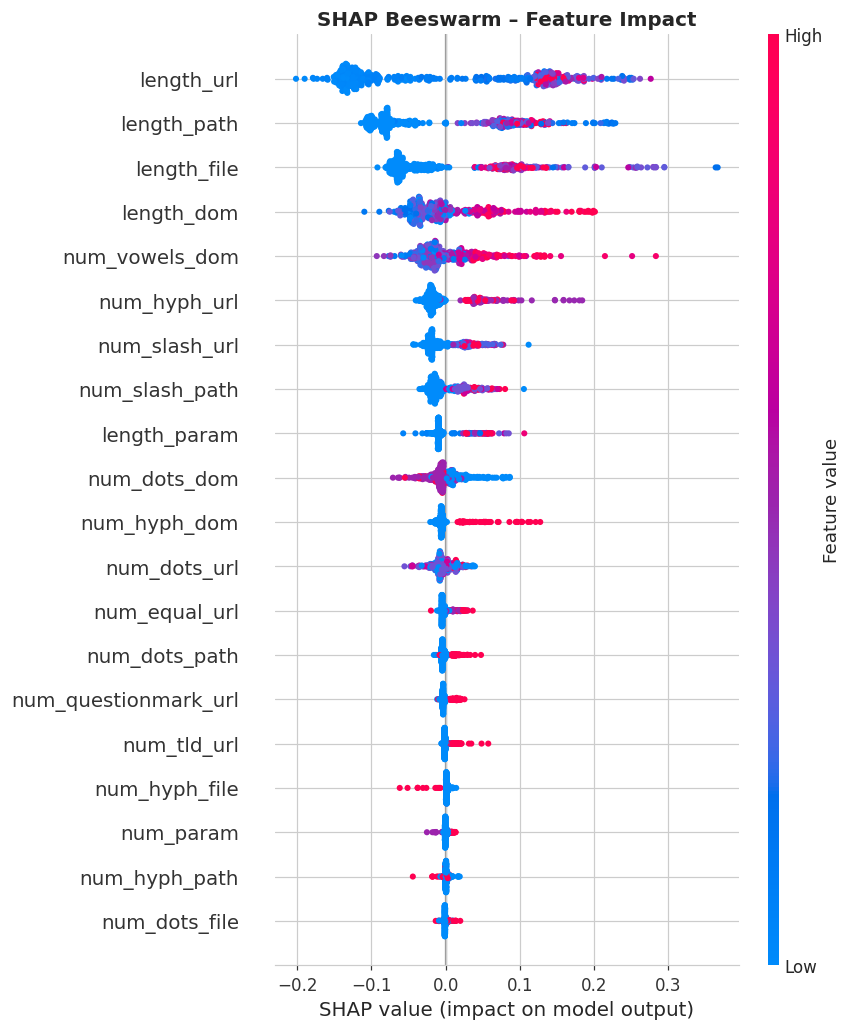 SHAP Beeswarm – Feature Impact
High
length_url
length_path
length_file
length_dom
num_vowels_dom
num_hyph_url
num_slash_url
num_slash_path
length_param
num_dots_dom
num_hyph_dom
num_dots_url
num_equal_url
num_dots_path
num_questionmark_url
num_tld_url
num_hyph_file
num_param
num_hyph_path
num_dots_file
Feature value
Low
−0.2 −0.1 0.0 0.1 0.2 0.3
SHAP value (impact on model output)